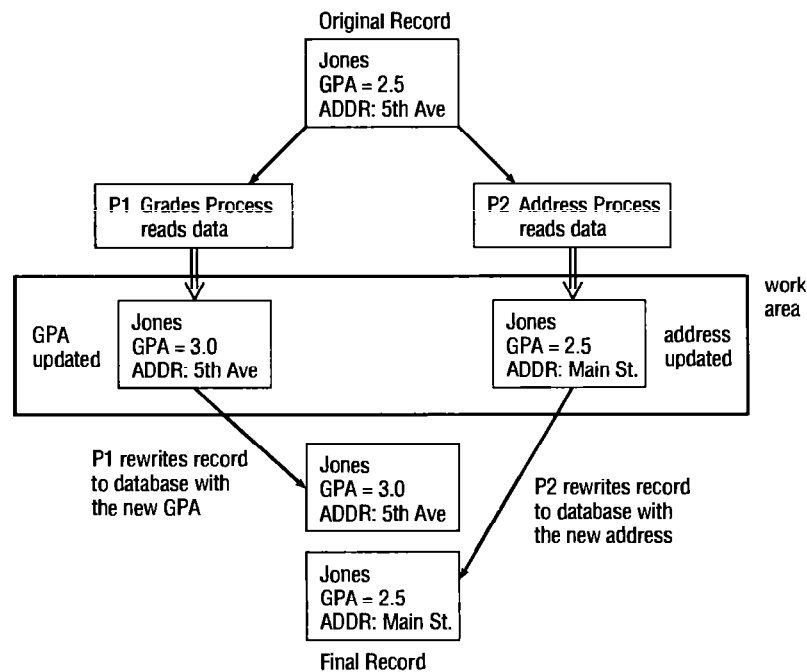 Original Record
Jones
GPA = 2.5
ADDR: 5th Ave
P1 Grades Process
reads data
P2 Address Process
reads data
work
area
GPA
updated
Jones
GPA = 3.0
ADDR: 5th Ave
Jones
GPA = 2.5
ADDR: Main St.
address
updated
P1 rewrites record
to database with
the new GPA
Jones
GPA = 3.0
ADDR: 5th Ave
P2 rewrites record
to database with
the new address
Jones
GPA = 2.5
ADDR: Main St.
Final Record